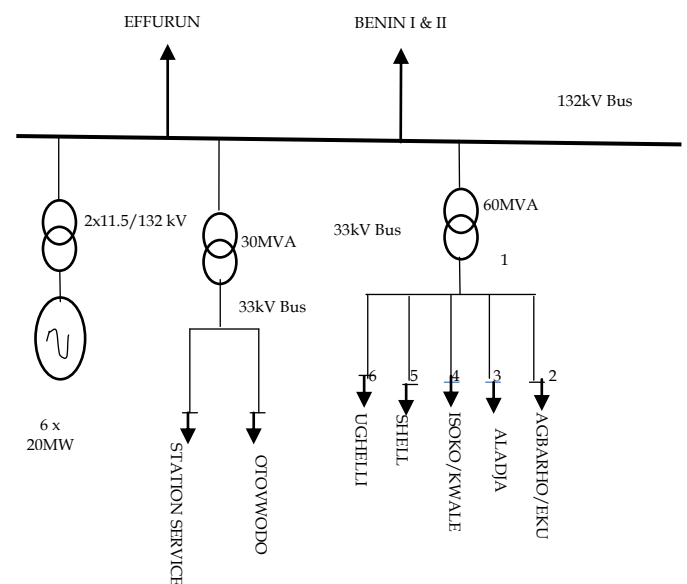 EFFURUN
BENIN I & II
132kV Bus
2x11.5/132 kV
30MVA
33kV Bus
60MVA
1
33kV Bus
6
5
4
3
2
6 x
20MW
STATION SERVICE
OTOVWODO
UGHELLI
SHELL
ISOKO/KWALE
ALADJA
AGBARHO/EKU